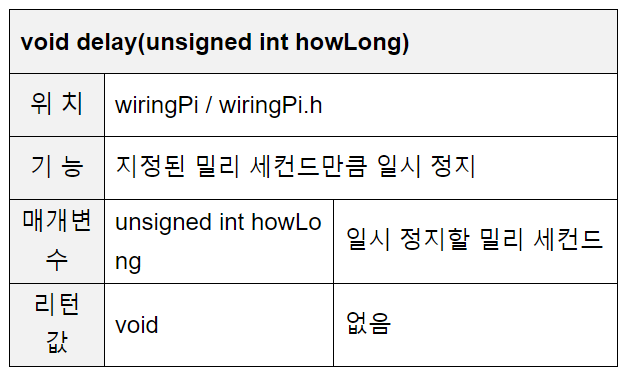 void delay(unsigned int howLong)
위 치
wiringPi / wiringPi.h
기 능
지정된 밀리 세컨드만큼 일시 정지
매개변
수
unsigned int howLo
ng
일시 정지할 밀리 세컨드
리턴
값
void
없음